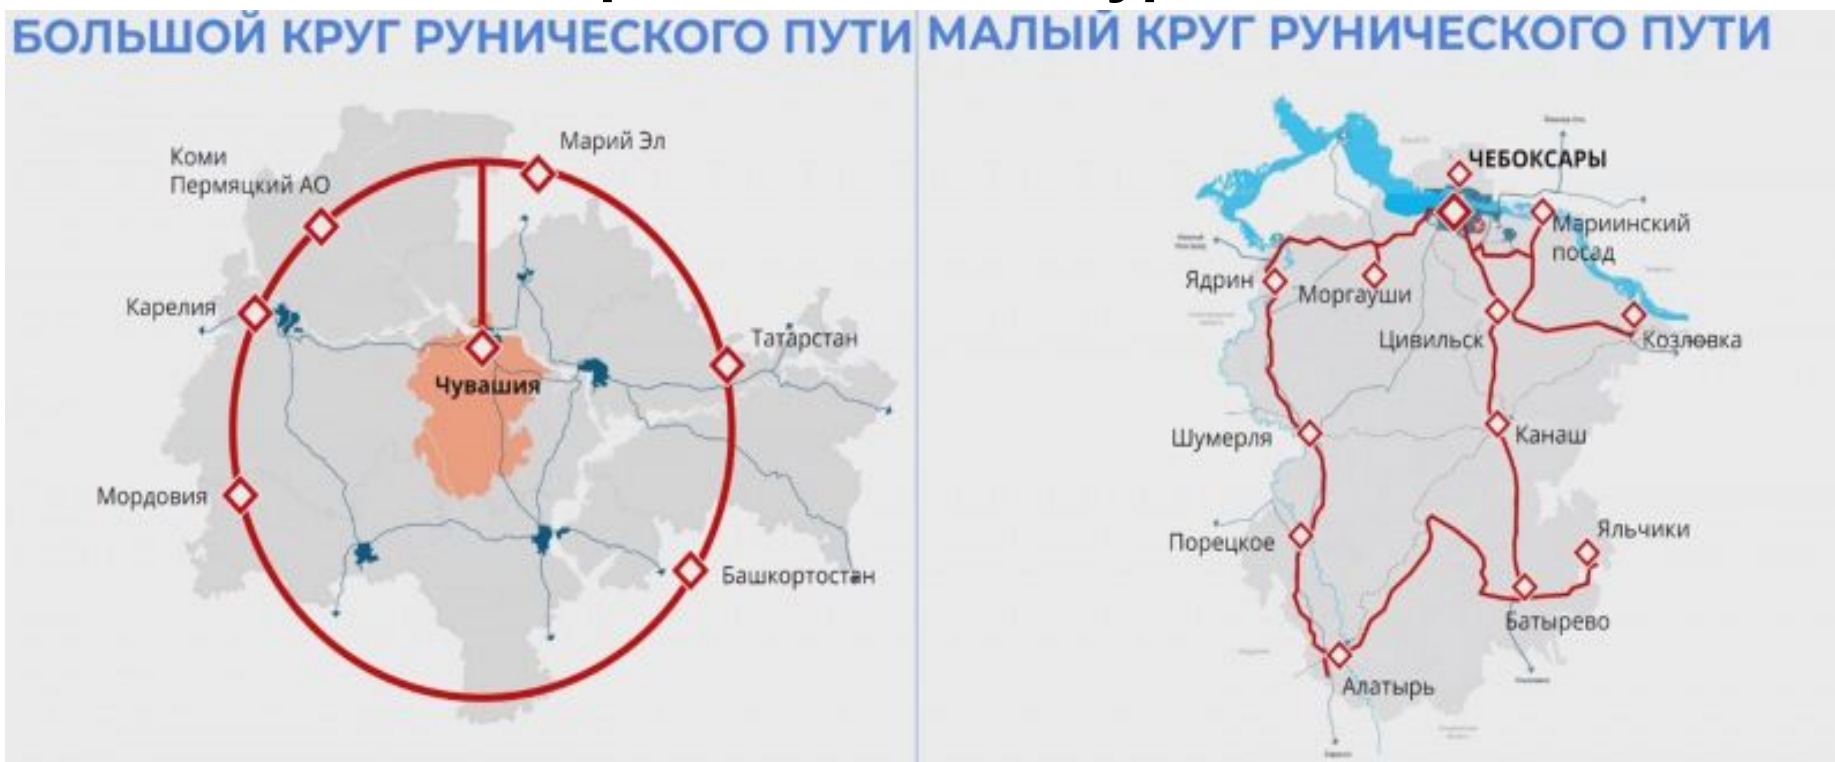 БОЛЬШОЙ КРУГ РУНИЧЕСКОГО ПУТИ
Марий Эл
Коми
Пермяцкий АО
Карелия
Татарстан
Чувашия
Мордовия
Башкортостан
МАЛЫЙ КРУГ РУНИЧЕСКОГО ПУТИ
ЧЕБОКСАРЫ
Мариинский
посад
Ядрин
Моргауши
Цивильск
Козловка
Шумерля
Канаш
Порецкое
Яльчики
Батырево
Алатырь